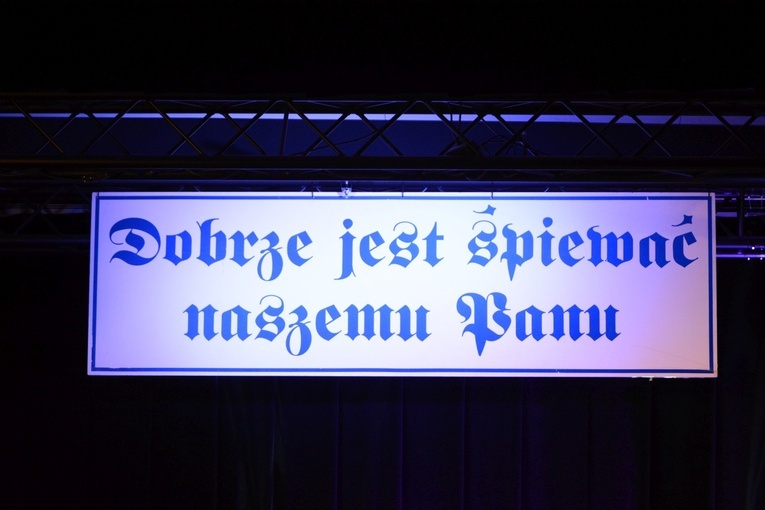 Dobrze jest śpiewać
naszemu Panu